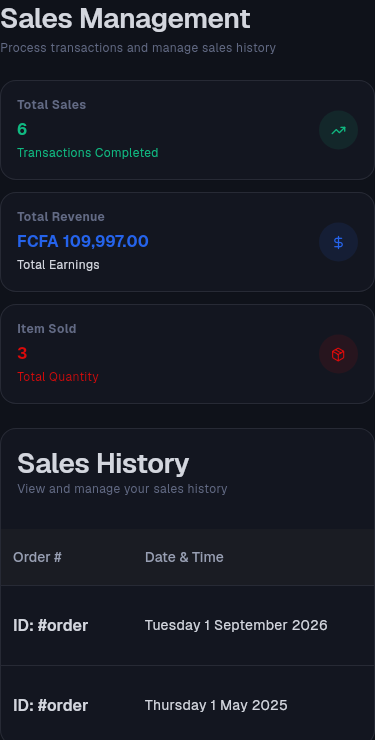 Sales Management
Process transactions and manage sales history
Total Sales
6
Transactions Completed
Total Revenue
FCFA 109,997.00
Total Earnings
Item Sold
3
Total Quantity
Sales History
View and manage your sales history
Order # Date & Time
ID: #order Tuesday 1 September 2026
ID: #order Thursday 1 May 2025